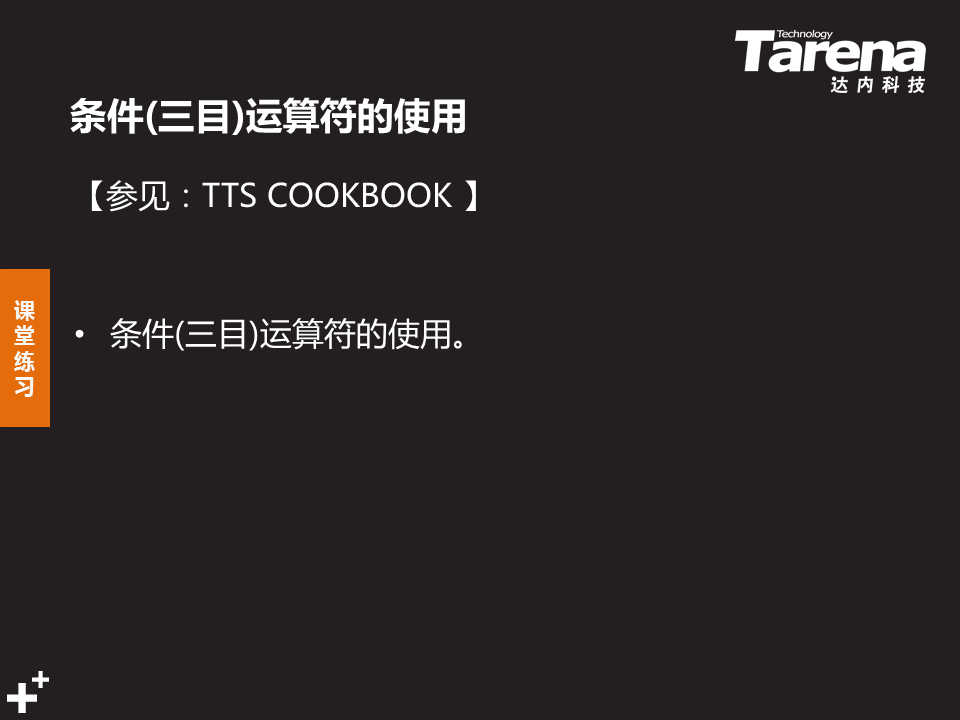 Technology
Tarena
达内科技
条件(三目)运算符的使用
【参见：TTS COOKBOOK 】
课堂练习
• 条件(三目)运算符的使用。